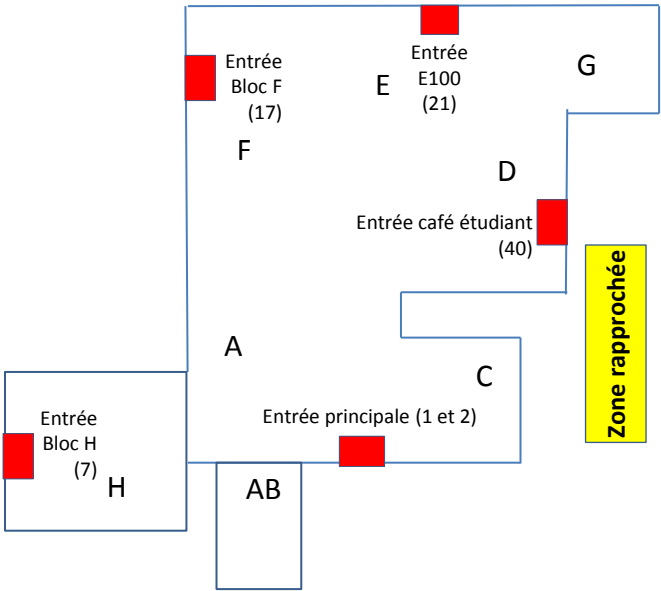 Entrée
Bloc F
(17)
Entrée
E100
(21)
E
G
F
D
Entrée café étudiant
(40)
Zone rapprochée
A
C
Entrée principale (1 et 2)
Entrée
Bloc H
(7)
H
AB